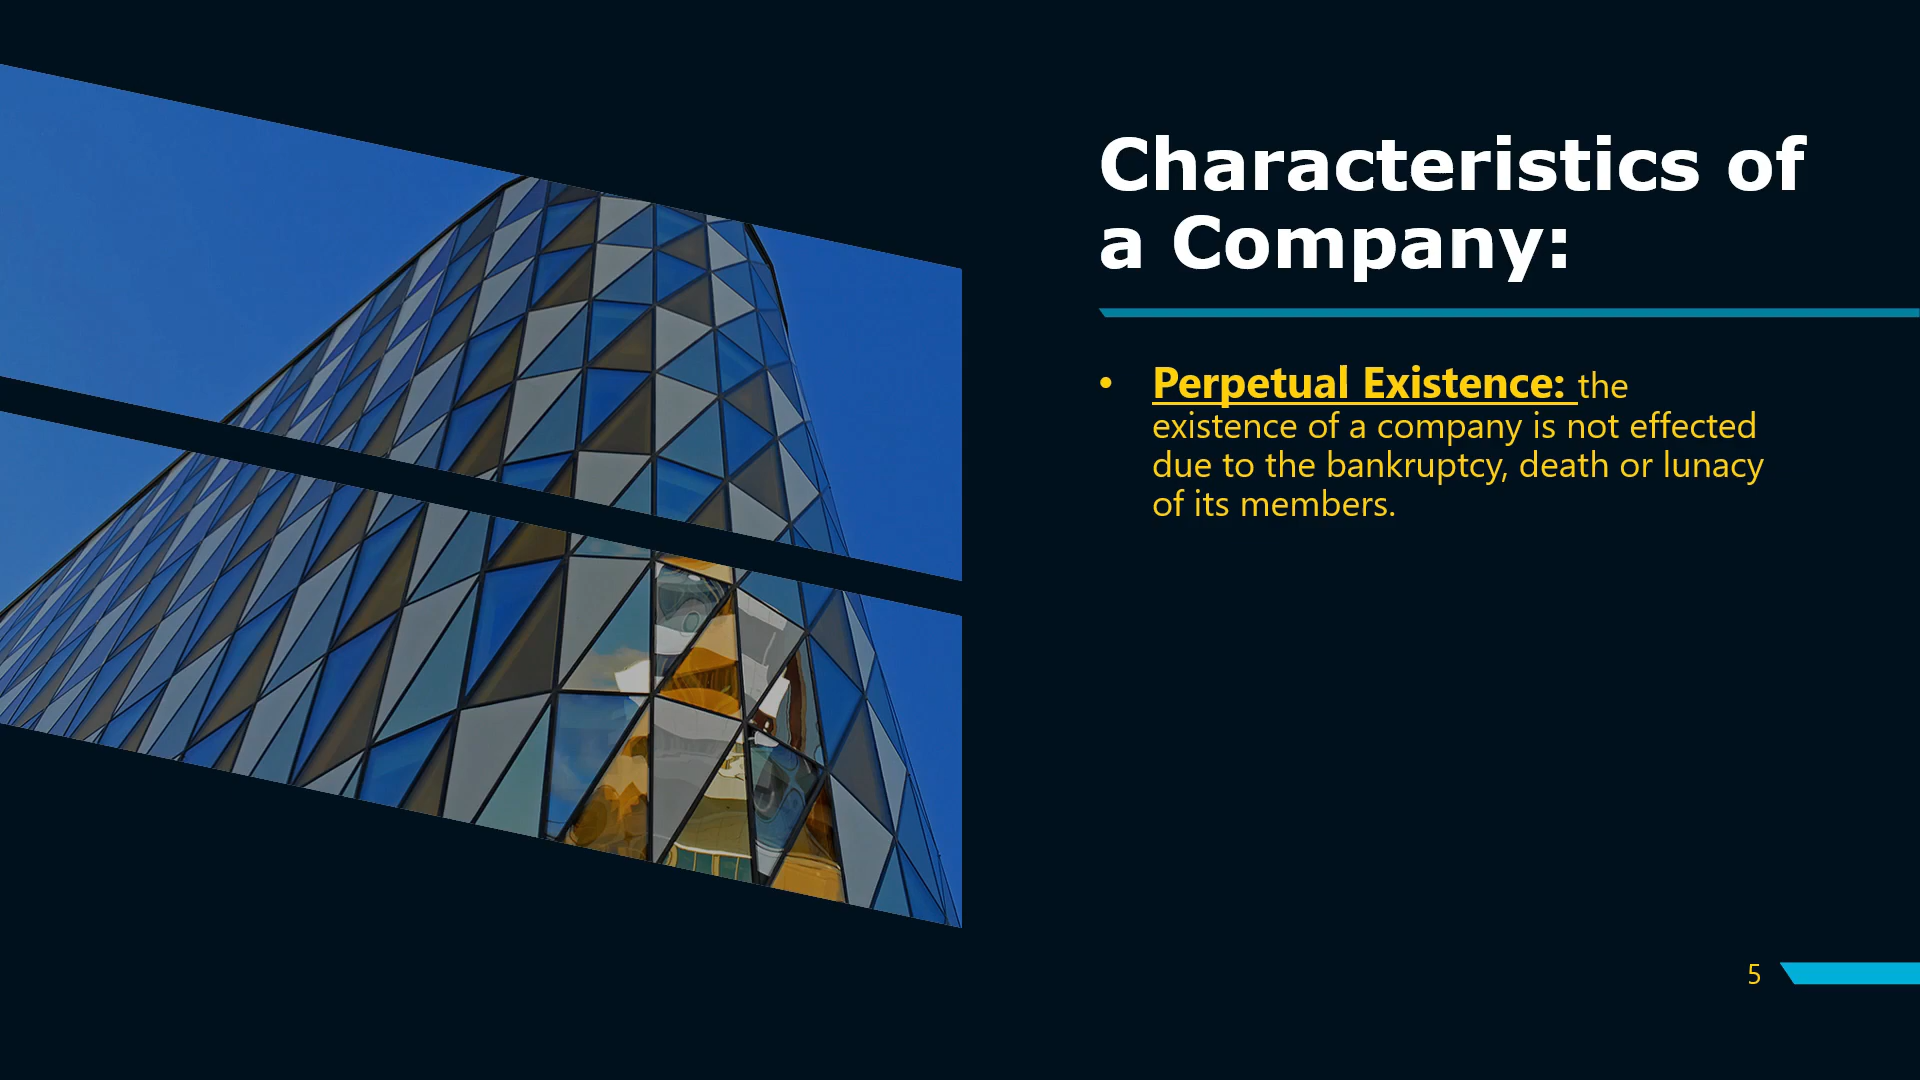 Characteristics of
a Company:
• Perpetual Existence: the
existence of a company is not effected
due to the bankruptcy, death or lunacy
of its members.
5